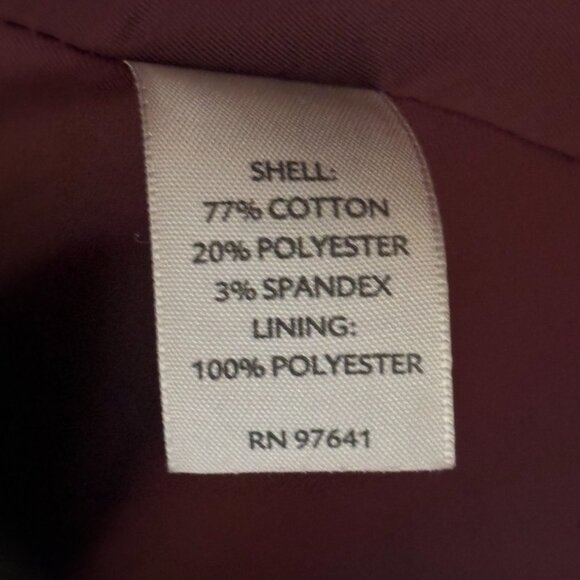 SHELL:
77% COTTON
20% POLYESTER
3% SPANDEX
LINING:
100% POLYESTER
RN 97641